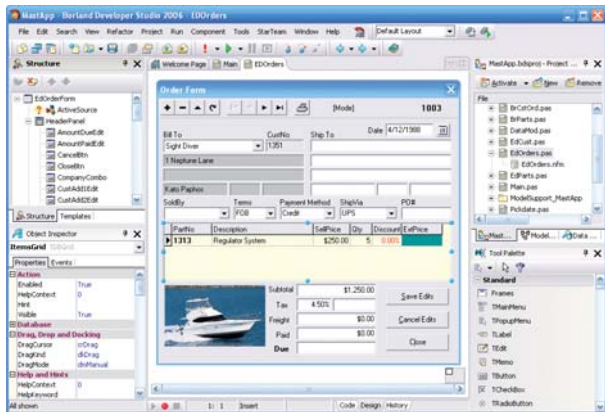 MastApp - Borland Developer Studio 2006 - EDOrders
File Edit Search View Refactor Project Run Component Tools StarTeam Window Help Default Layout
Structure
EdOrderForm
ActiveSource
HeaderPanel
AmountDueEdit
AmountPaidEdit
CancelBtn
CloseBtn
CompanyCombo
CustAdd1Edit
CustAdd2Edit
Structure Templates
Object Inspector
ItemsGrid TDBGrid
Properties Events
Action
Enabled True
HelpContext 0
Hint
Visible True
Database
Drag, Drop and Docking
DragCursor crDrag
DragKind dkDrag
DragMode dmManual
Help and Hints
HelpContext 0
HelpKeyword
All shown
Welcome Page Main EDOrders
Order Form
[Mode] 1003
Bill To CustNo Ship To Date 4/12/1988
Sight Diver 1351
1 Neptune Lane
Kato Paphos
SoldBy Terms Payment Method ShipVia PO#
FOB Credit UPS
PartNo Description SellPrice Qty Discount ExtPrice
1313 Regulator System $250.00 5 0.00%
Subtotal $1,250.00
Tax 4.50%
Freight $0.00
Paid $0.00
Due
Save Edits
Cancel Edits
Close
1: 1 Insert Code Design History
MastApp.bdsproj - Project ...
Activate New Remove
File
BrCstOrd.pas
BrParts.pas
DataMod.pas
EdCust.pas
EdOrders.pas
EdOrders.nfm
EdParts.pas
Main.pas
ModelSupport_MastApp
Pickdate.pas
Mast... Model... Data ...
Tool Palette
Standard
Frames
TMainMenu
TPopupMenu
TLabel
TEdit
TMemo
TButton
TCheckBox
TRadioButton